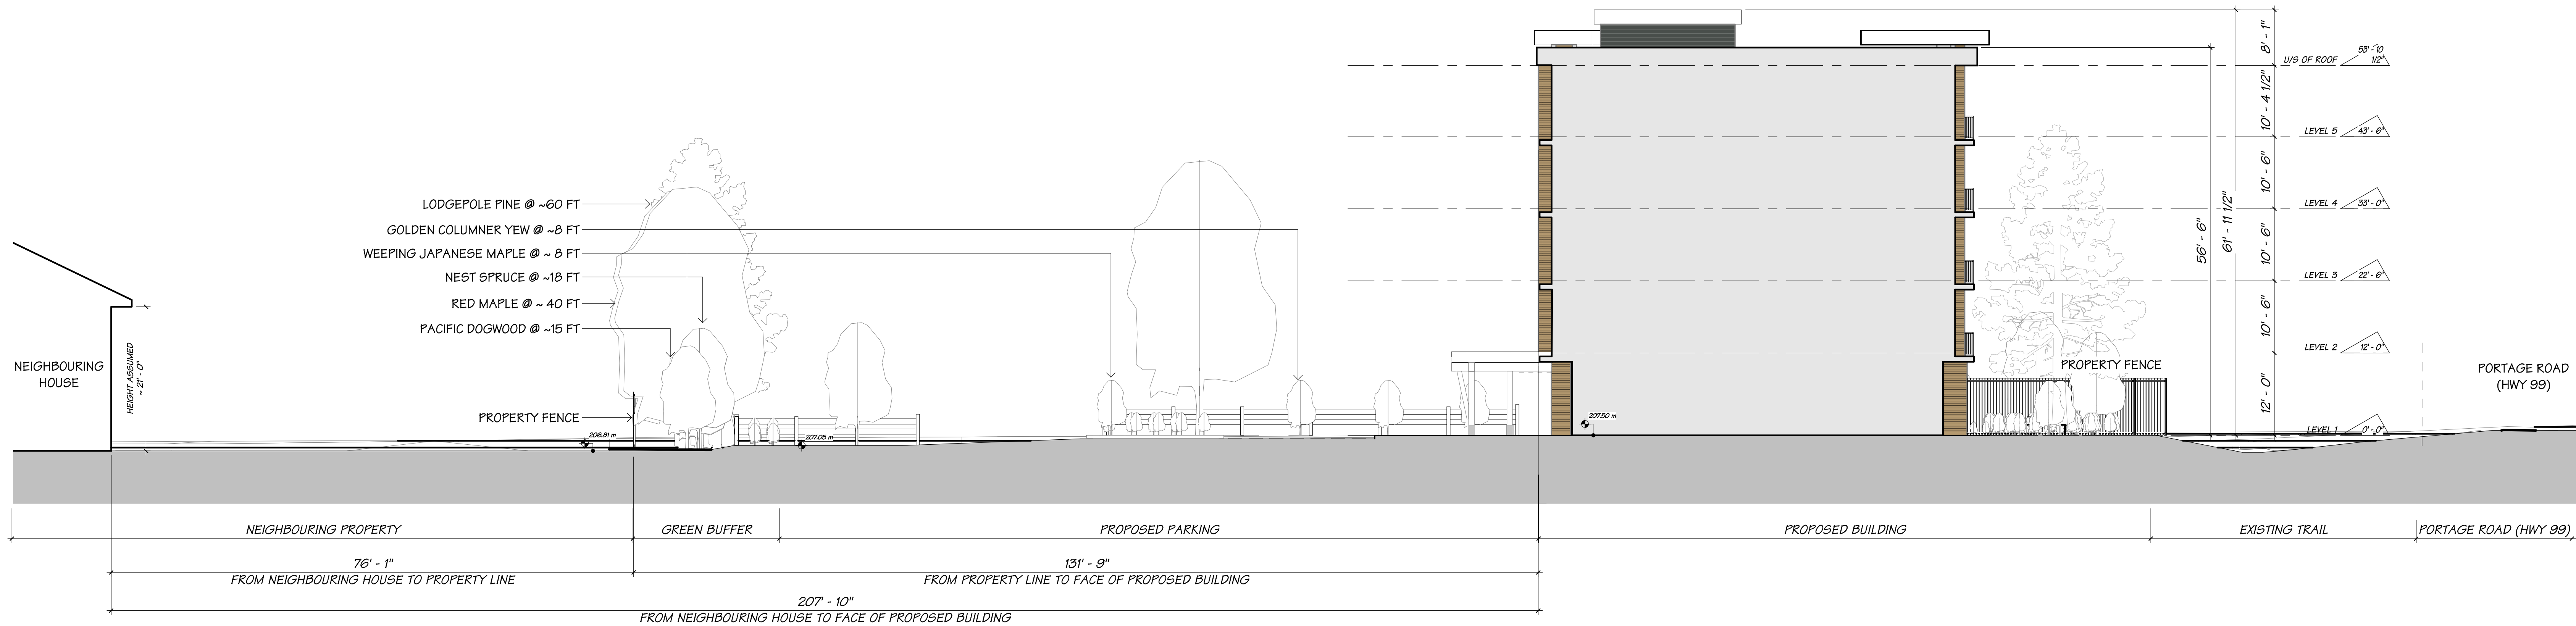 LODGEPOLE PINE @ ~60 FT
GOLDEN COLUMNER YEW @ ~8 FT
WEEPING JAPANESE MAPLE @ ~ 8 FT
NEST SPRUCE @ ~18 FT
RED MAPLE @ ~ 40 FT
PACIFIC DOGWOOD @ ~15 FT
PROPERTY FENCE
NEIGHBOURING
HOUSE
HEIGHT ASSUMED
~ 21' - 0"
206.81 m
207.05 m
207.50 m
PROPERTY FENCE
56' - 6"
61' - 11 1/2"
8' - 1"
10' - 4 1/2"
10' - 6"
10' - 6"
10' - 6"
12' - 0"
U/S OF ROOF
53' - 10
1/2"
LEVEL 5 43' - 6"
LEVEL 4 33' - 0"
LEVEL 3 22' - 6"
LEVEL 2 12' - 0"
LEVEL 1 0' - 0"
PORTAGE ROAD
(HWY 99)
NEIGHBOURING PROPERTY
GREEN BUFFER
PROPOSED PARKING
PROPOSED BUILDING
EXISTING TRAIL
PORTAGE ROAD (HWY 99)
76' - 1"
FROM NEIGHBOURING HOUSE TO PROPERTY LINE
131' - 9"
FROM PROPERTY LINE TO FACE OF PROPOSED BUILDING
207' - 10"
FROM NEIGHBOURING HOUSE TO FACE OF PROPOSED BUILDING